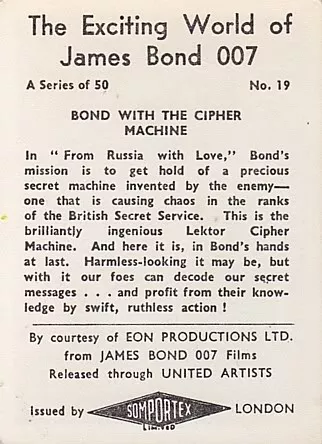 The Exciting World of
James Bond 007
A Series of 50 No. 19
BOND WITH THE CIPHER
MACHINE
In " From Russia with Love," Bond's
mission is to get hold of a precious
secret machine invented by the enemy—
one that is causing chaos in the ranks
of the British Secret Service. This is the
brilliantly ingenious Lektor Cipher
Machine. And here it is, in Bond's hands
at last. Harmless-looking it may be, but
with it our foes can decode our secret
messages . . . and profit from their know-
ledge by swift, ruthless action !
By courtesy of EON PRODUCTIONS LTD.
from JAMES BOND 007 Films
Released through UNITED ARTISTS
Issued by SOMPORTEX LONDON
LIMITED